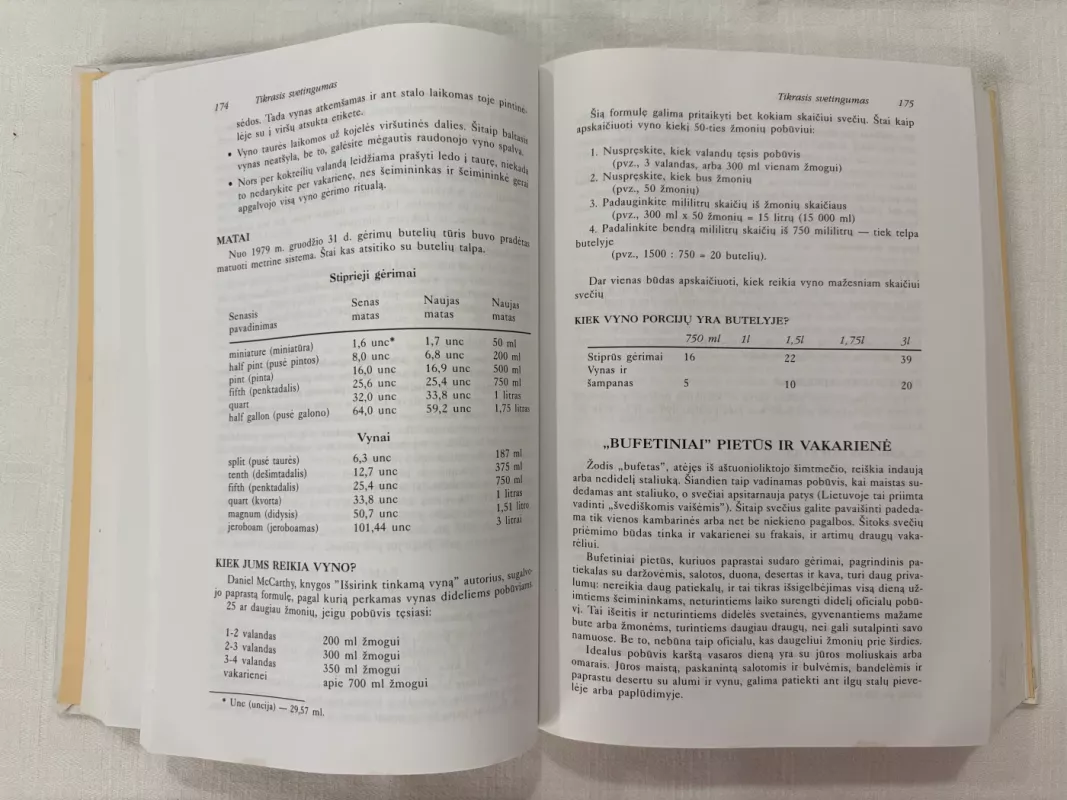 174 Tikrasis svetingumas
sėdos. Tada vynas atkemšamas ir ant stalo laikomas toje pintinė-
lėje su į viršų atsukta etikete.
• Vyno taurės laikomos už kojelės viršutinės dalies. Šitaip baltasis
vynas neatšyla, be to, galėsite mėgautis raudonojo vyno spalva.
• Nors per kokteilių valandą leidžiama prašyti ledo į taurę, niekada
to nedarykite per vakarienę, nes šeimininkas ir šeimininkė gerai
apgalvojo visą vyno gėrimo ritualą.
MATAI
Nuo 1979 m. gruodžio 31 d. gėrimų butelių tūris buvo pradėtas
matuoti metrine sistema. Štai kas atsitiko su butelių talpa.
Stiprieji gėrimai
Senasis pavadinimas Senas matas Naujas matas Naujas matas
miniature (miniatūra) 1,6 unc* 1,7 unc 50 ml
half pint (pusė pintos) 8,0 unc 6,8 unc 200 ml
pint (pinta) 16,0 unc 16,9 unc 500 ml
fifth (penktadalis) 25,6 unc 25,4 unc 750 ml
quart 32,0 unc 33,8 unc 1 litras
half gallon (pusė galono) 64,0 unc 59,2 unc 1,75 litras
Vynai
split (pusė taurės) 6,3 unc 187 ml
tenth (dešimtadalis) 12,7 unc 375 ml
fifth (penktadalis) 25,4 unc 750 ml
quart (kvorta) 33,8 unc 1 litras
magnum (didysis) 50,7 unc 1,51 litro
jeroboam (jeroboamas) 101,44 unc 3 litrai
KIEK JUMS REIKIA VYNO?
Daniel McCarthy, knygos "Išsirink tinkamą vyną" autorius, sugalvo-
jo paprastą formulę, pagal kurią perkamas vynas dideliems pobūviams
25 ar daugiau žmonių, jeigu pobūvis tęsiasi:
1-2 valandas 200 ml žmogui
2-3 valandas 300 ml žmogui
3-4 valandas 350 ml žmogui
vakarienei apie 700 ml žmogui
* Unc (uncija) — 29,57 ml.
Tikrasis svetingumas 175
Šią formulę galima pritaikyti bet kokiam skaičiui svečių. Štai kaip
apskaičiuoti vyno kiekį 50-ties žmonių pobūviui:
1. Nuspręskite, kiek valandų tęsis pobūvis
(pvz., 3 valandas, arba 300 ml vienam žmogui)
2. Nuspręskite, kiek bus žmonių
(pvz., 50 žmonių)
3. Padauginkite mililitrų skaičių iš žmonių skaičiaus
(pvz., 300 ml x 50 žmonių = 15 litrų (15 000 ml)
4. Padalinkite bendrą mililitrų skaičių iš 750 mililitrų — tiek telpa
butelyje
(pvz., 1500 : 750 = 20 butelių).
Dar vienas būdas apskaičiuoti, kiek reikia vyno mažesniam skaičiui
svečių
KIEK VYNO PORCIJŲ YRA BUTELYJE?
750 ml 1l 1,5l 1,75l 3l
Stiprūs gėrimai 16 22 39
Vynas ir
šampanas 5 10 20
„BUFETINIAI” PIETŪS IR VAKARIENĖ
Žodis „bufetas”, atėjęs iš aštuonioliktojo šimtmečio, reiškia indaują
arba nedidelį staliuką. Šiandien taip vadinamas pobūvis, kai maistas su-
dedamas ant staliuko, o svečiai apsitarnauja patys (Lietuvoje tai priimta
vadinti „švediškomis vaišėmis”). Šitaip svečius galite pavaišinti padeda-
ma tik vienos kambarinės arba net be niekieno pagalbos. Šitoks svečių
priėmimo būdas tinka ir vakarienei su frakais, ir artimų draugų vaka-
rėliui.
Bufetiniai pietūs, kuriuos paprastai sudaro gėrimai, pagrindinis pa-
tiekalas su daržovėmis, salotos, duona, desertas ir kava, turi daug priva-
lumų: nereikia daug patiekalų, ir tai tikras išsigelbėjimas visą dieną už-
imtiems šeimininkams, neturintiems laiko surengti didelį oficialų pobū-
vį. Tai išeitis ir neturintiems didelės svetainės, gyvenantiems mažame
bute arba žmonėms, turintiems daugiau draugų, nei gali sutalpinti savo
namuose. Be to, nebūna taip oficialu, kas daugeliui žmonių prie širdies.
Idealus pobūvis karštą vasaros dieną yra su jūros moliuskais arba
omarais. Jūros maistą, paskanintą salotomis ir bulvėmis, bandelėmis ir
paprastu desertu su alumi ir vynu, galima patiekti ant ilgų stalų pieve-
lėje arba paplūdimyje.